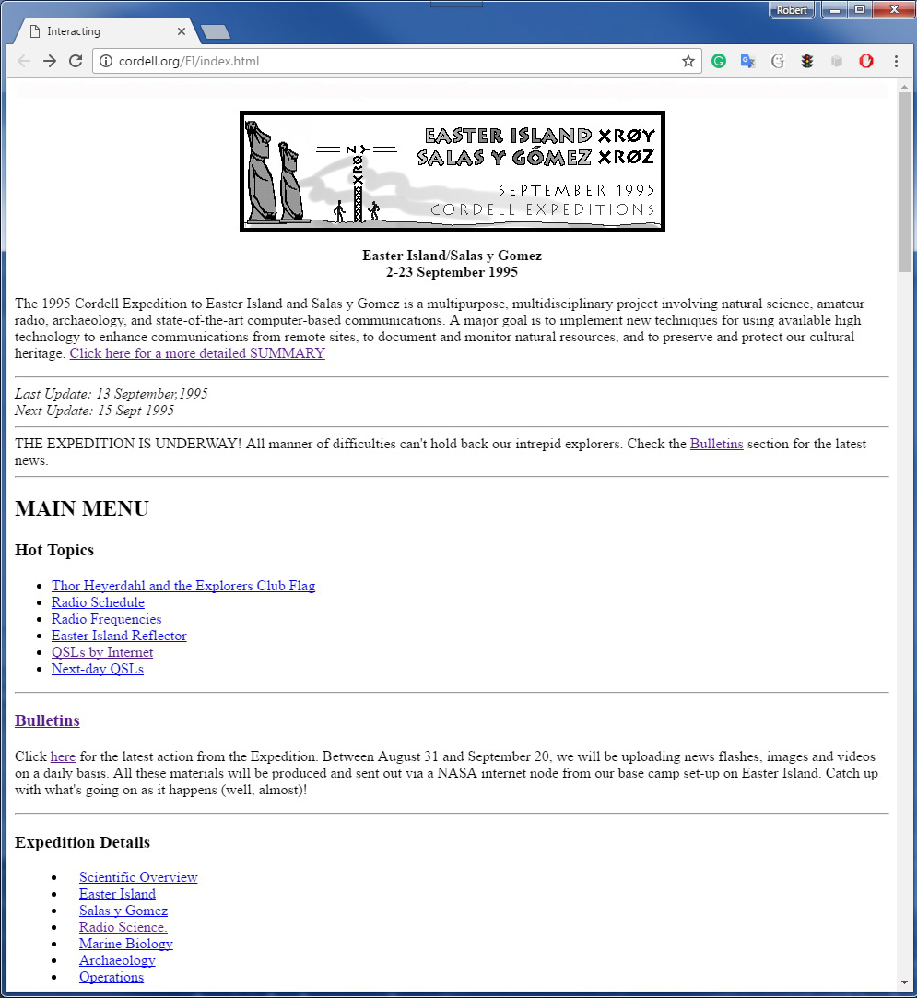 Robert
Interacting
cordell.org/EI/index.html
EASTER ISLAND XRØY
SALAS Y GÓMEZ XRØZ
SEPTEMBER 1995
CORDELL EXPEDITIONS
XRØZ
Y
Easter Island/Salas y Gomez
2-23 September 1995
The 1995 Cordell Expedition to Easter Island and Salas y Gomez is a multipurpose, multidisciplinary project involving natural science, amateur
radio, archaeology, and state-of-the-art computer-based communications. A major goal is to implement new techniques for using available high
technology to enhance communications from remote sites, to document and monitor natural resources, and to preserve and protect our cultural
heritage. Click here for a more detailed SUMMARY
Last Update: 13 September,1995
Next Update: 15 Sept 1995
THE EXPEDITION IS UNDERWAY! All manner of difficulties can't hold back our intrepid explorers. Check the Bulletins section for the latest
news.
MAIN MENU
Hot Topics
• Thor Heyerdahl and the Explorers Club Flag
• Radio Schedule
• Radio Frequencies
• Easter Island Reflector
• QSLs by Internet
• Next-day QSLs
Bulletins
Click here for the latest action from the Expedition. Between August 31 and September 20, we will be uploading news flashes, images and videos
on a daily basis. All these materials will be produced and sent out via a NASA internet node from our base camp set-up on Easter Island. Catch up
with what's going on as it happens (well, almost)!
Expedition Details
• Scientific Overview
• Easter Island
• Salas y Gomez
• Radio Science.
• Marine Biology
• Archaeology
• Operations